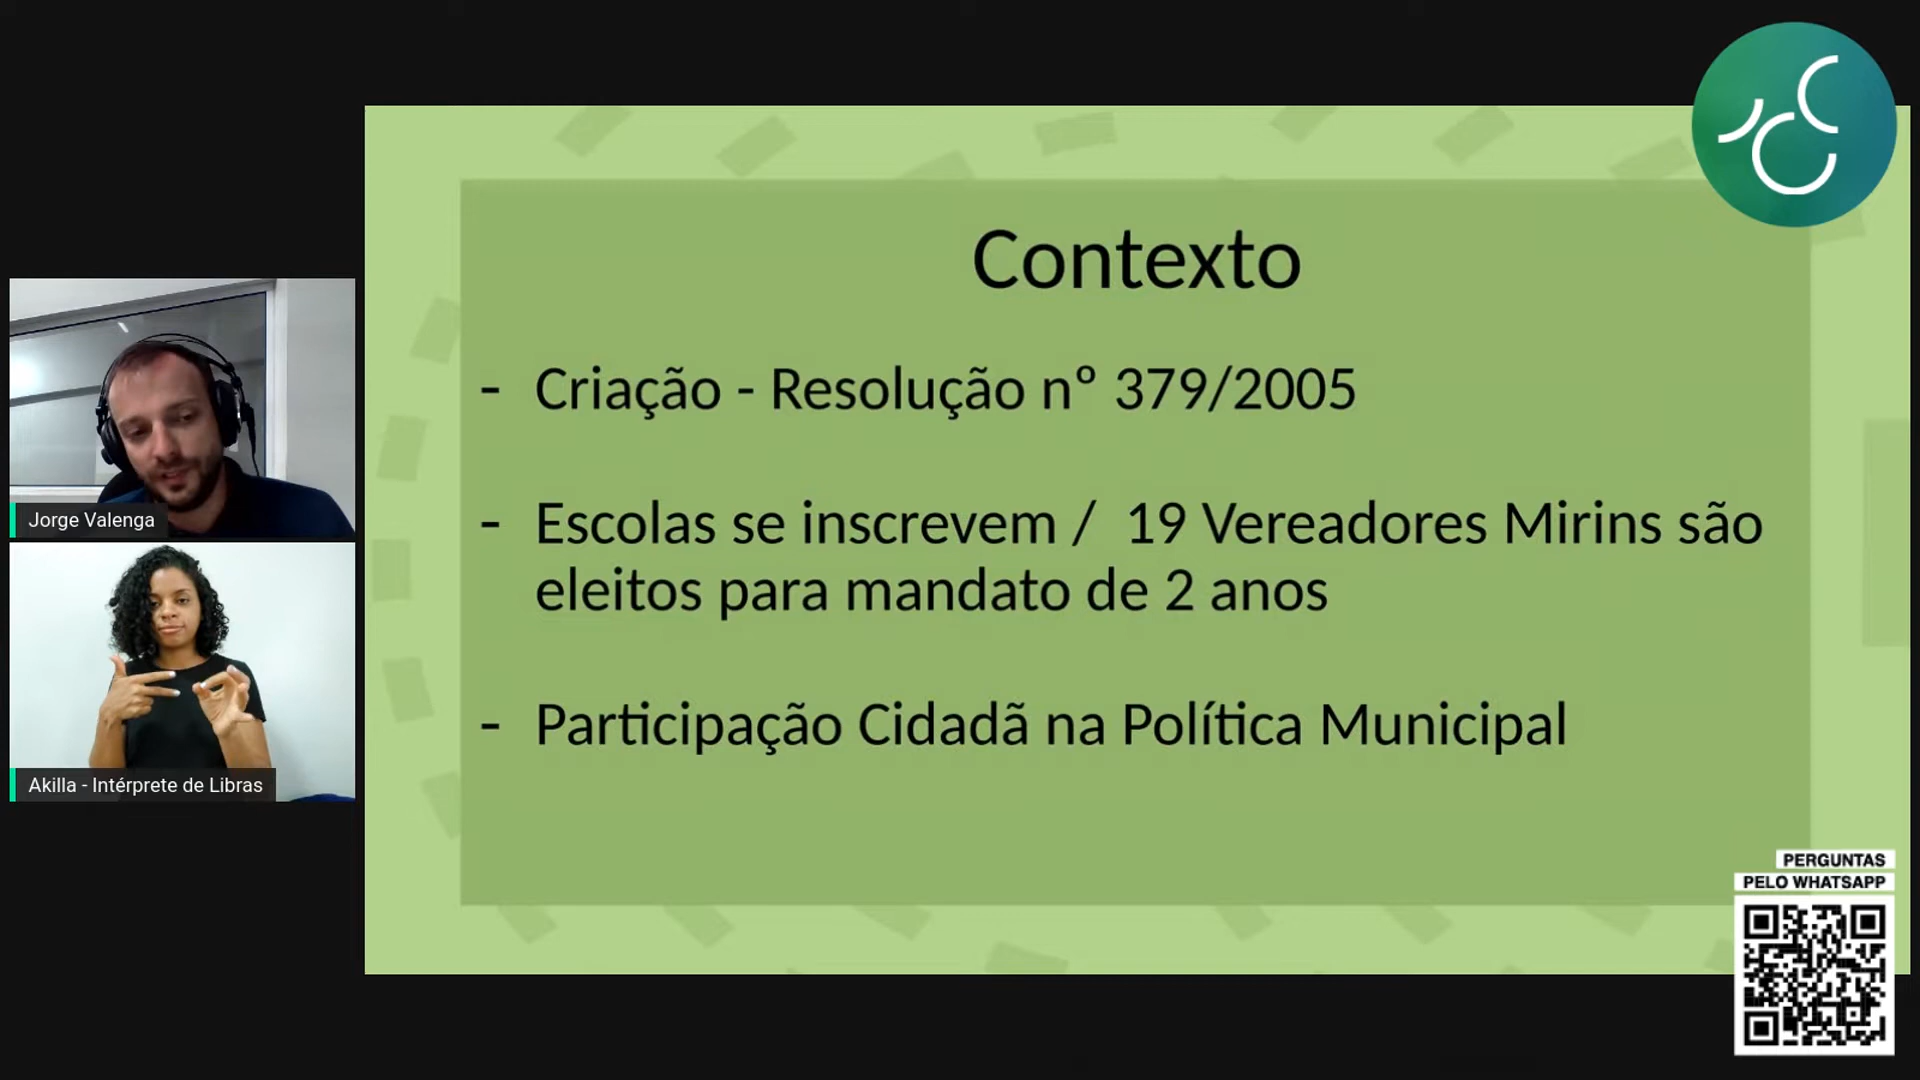 Contexto
- Criação - Resolução nº 379/2005
- Escolas se inscrevem / 19 Vereadores Mirins são
eleitos para mandato de 2 anos
- Participação Cidadã na Política Municipal
Jorge Valenga
Akilla - Intérprete de Libras
PERGUNTAS
PELO WHATSAPP